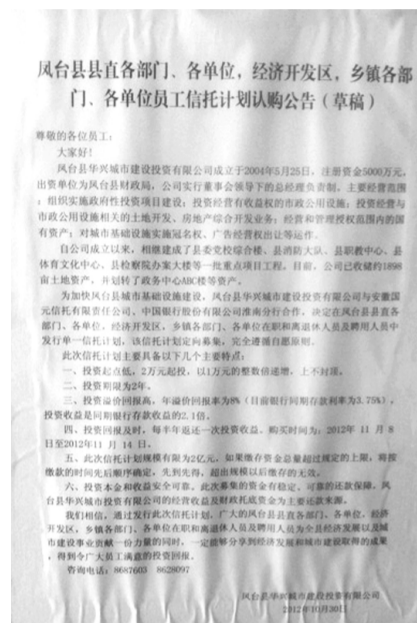 凤台县县直各部门、各单位，经济开发区，乡镇各部
门、各单位员工信托计划认购公告（草稿）
尊敬的各位员工：
大家好！
凤台县华兴城市建设投资有限公司成立于2004年5月25日，注册资金5000万元，
出资单位为凤台县财政局，公司实行董事会领导下的总经理负责制。主要经营范围
：组织实施政府性投资项目建设；投资经营有收益权的市政公用设施；投资经营与
市政公用设施相关的土地开发、房地产综合开发业务；经营和管理授权范围内的国
有资产；对城市基础设施实施冠名权、广告经营权出让等运作。
自公司成立以来，相继建成了县委党校综合楼、县消防大队、县职教中心、县
体育文化中心、县检察院办案大楼等一批重点项目工程。目前，公司已收储约1898
亩土地资产，并划转了政务中心ABC楼等资产。
为加快凤台县城市基础设施建设，凤台县华兴城市建设投资有限公司与安徽国
元信托有限责任公司、中国银行股份有限公司淮南分行合作，决定在凤台县县直各
部门、各单位，经济开发区，乡镇各部门、各单位在职和离退休人员及聘用人员中
发行单一信托计划，该信托计划定向募集，完全遵循自愿原则。
此次信托计划主要具备以下几个主要特点：
一、投资起点低，2万元起投，以1万元的整数倍递增，上不封顶。
二、投资期限为2年。
三、投资溢价回报高，年溢价回报率为8%（目前银行同期存款利率为3.75%），
投资收益是同期银行存款收益的2.1倍。
四、投资回报及时，每半年返还一次投资收益。购买时间为：2012年 11 月 8
日至2012年11 月 14 日。
五、此次信托计划规模有限为2亿元，如果缴存资金总量超过规定的上限，将按
缴款的时间先后顺序确定，先到先得，超出规模以后缴存的无效。
六、投资本金和收益安全可靠。此次募集的资金有稳定、可靠的还款保障，凤
台县华兴城市投资有限公司的经营收益及财政托底资金为主要还款来源。
我们相信，通过发行此次信托计划，广大的凤台县县直各部门、各单位，经济
开发区，乡镇各部门、各单位在职和离退休人员及聘用人员为全县经济发展以及城
市建设事业贡献一份力量的同时，一定能够分享到经济发展和城市建设取得的成果
，得到令广大员工满意的投资回报。
咨询电话：8687603 8628097
凤台县华兴城市建设投资有限公司
2012年10月30日